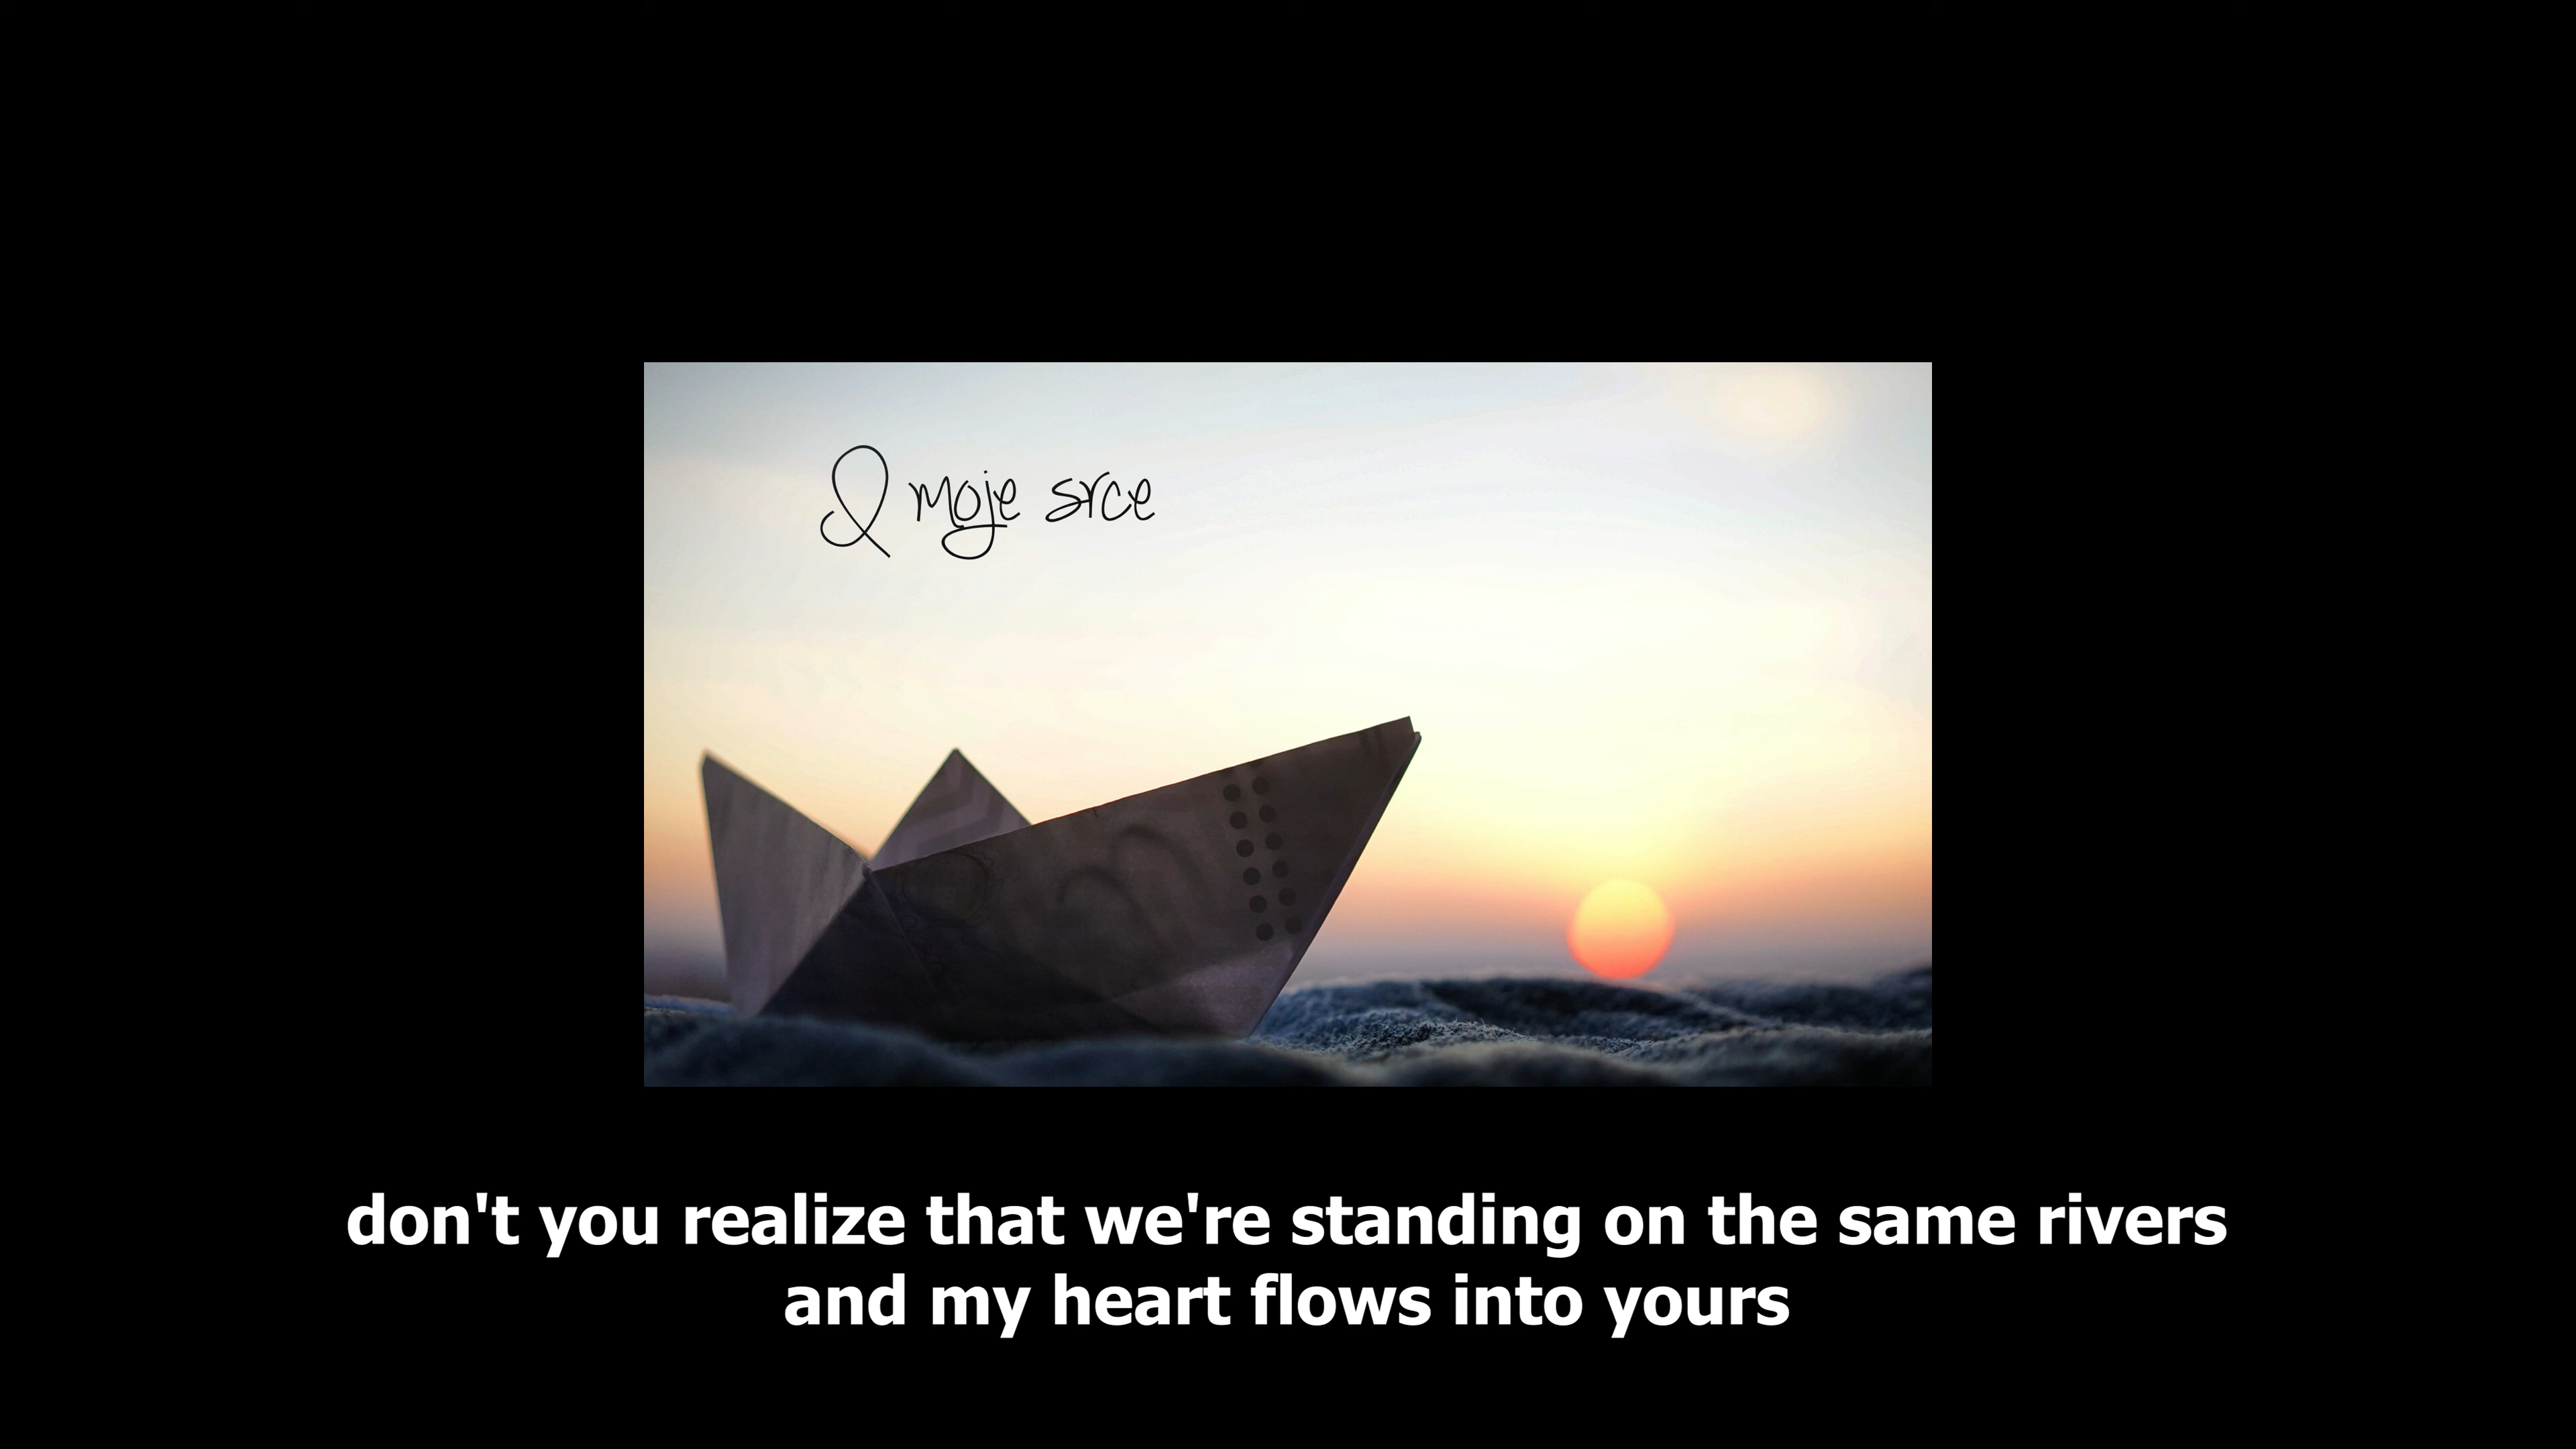 I moje srce
don't you realize that we're standing on the same rivers
and my heart flows into yours